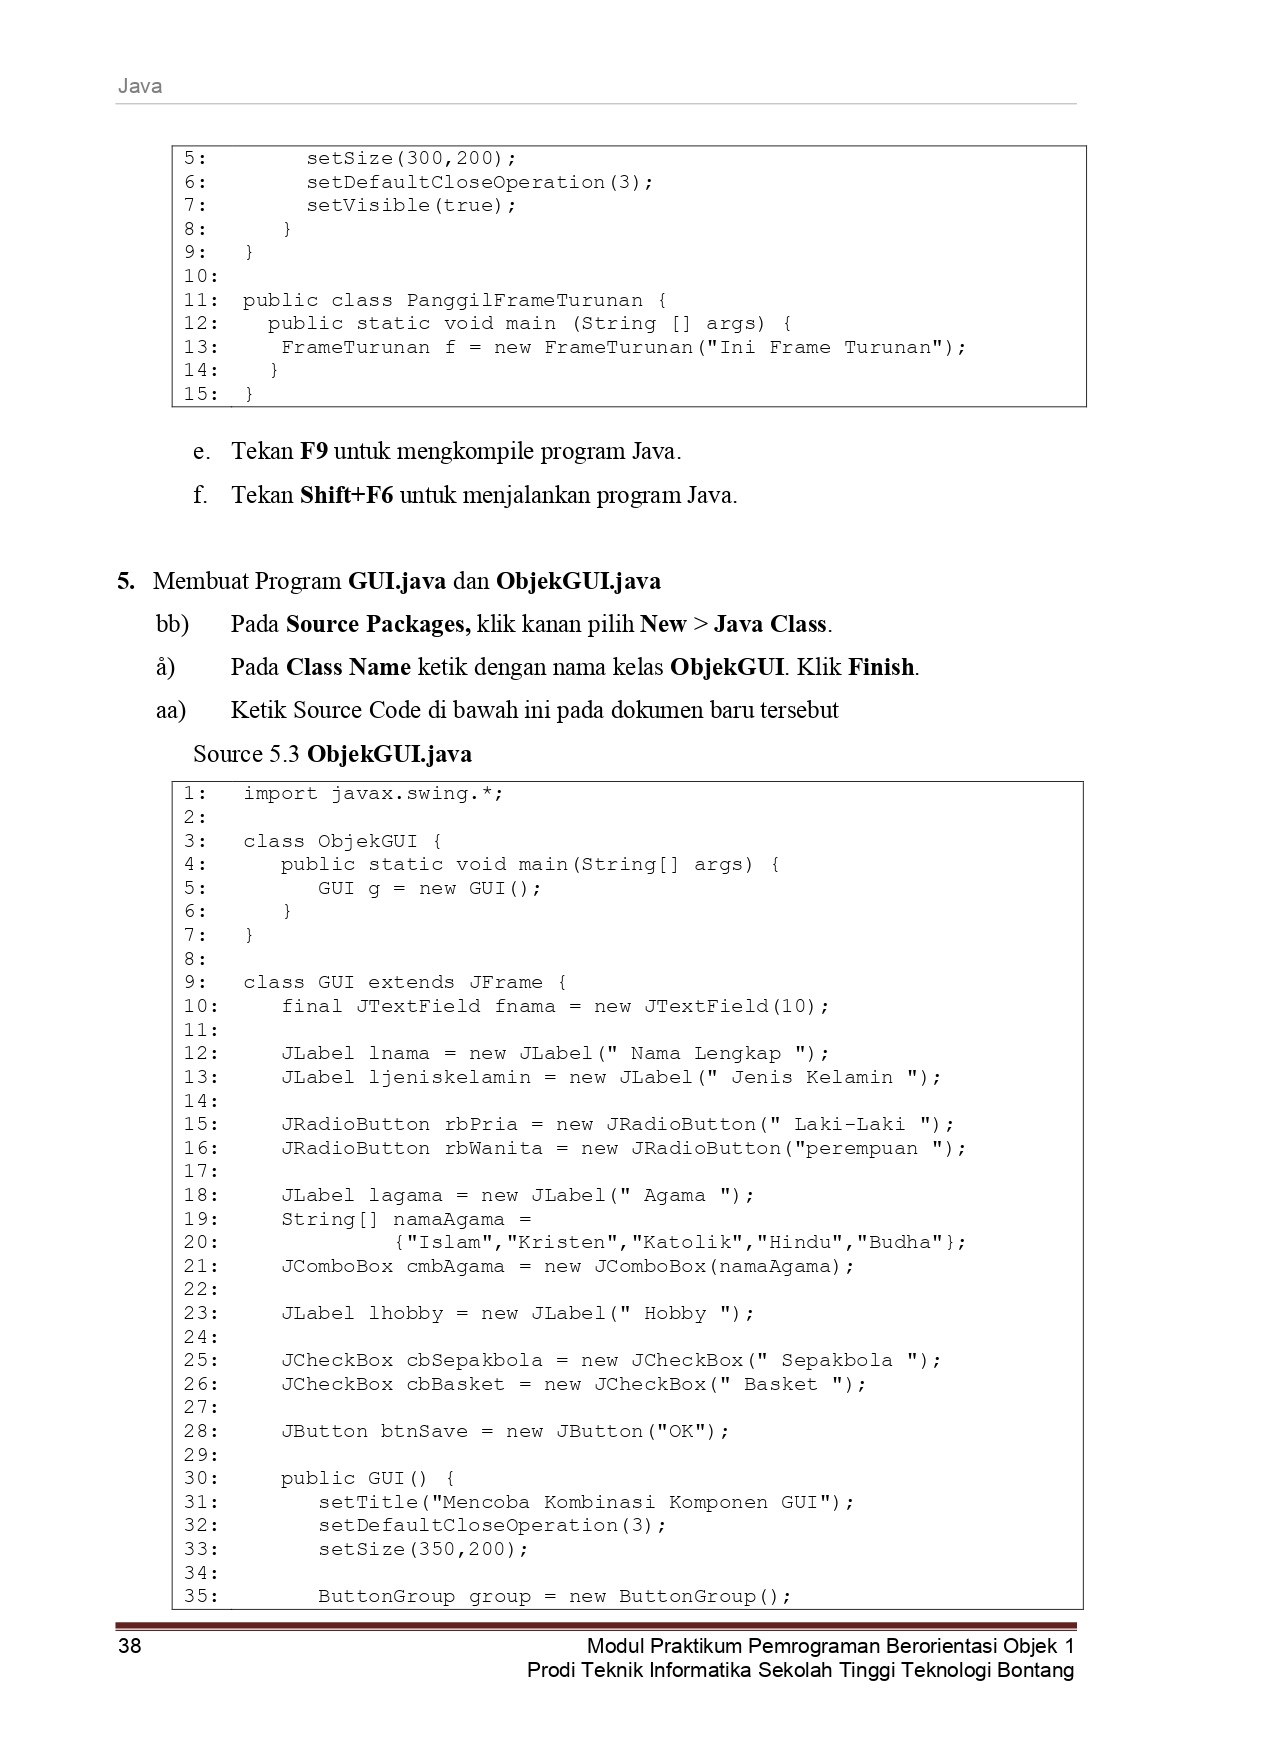 Java
5:        setSize(300,200);
6:        setDefaultCloseOperation(3);
7:        setVisible(true);
8:      }
9:   }
10:
11:  public class PanggilFrameTurunan {
12:    public static void main (String [] args) {
13:     FrameTurunan f = new FrameTurunan("Ini Frame Turunan");
14:    }
15:  }
e. Tekan F9 untuk mengkompile program Java.
f. Tekan Shift+F6 untuk menjalankan program Java.
5. Membuat Program GUI.java dan ObjekGUI.java
bb) Pada Source Packages, klik kanan pilih New > Java Class.
å) Pada Class Name ketik dengan nama kelas ObjekGUI. Klik Finish.
aa) Ketik Source Code di bawah ini pada dokumen baru tersebut
Source 5.3 ObjekGUI.java
1:   import javax.swing.*;
2:
3:   class ObjekGUI {
4:      public static void main(String[] args) {
5:         GUI g = new GUI();
6:      }
7:   }
8:
9:   class GUI extends JFrame {
10:     final JTextField fnama = new JTextField(10);
11:
12:     JLabel lnama = new JLabel(" Nama Lengkap ");
13:     JLabel ljeniskelamin = new JLabel(" Jenis Kelamin ");
14:
15:     JRadioButton rbPria = new JRadioButton(" Laki-Laki ");
16:     JRadioButton rbWanita = new JRadioButton("perempuan ");
17:
18:     JLabel lagama = new JLabel(" Agama ");
19:     String[] namaAgama =
20:              {"Islam","Kristen","Katolik","Hindu","Budha"};
21:     JComboBox cmbAgama = new JComboBox(namaAgama);
22:
23:     JLabel lhobby = new JLabel(" Hobby ");
24:
25:     JCheckBox cbSepakbola = new JCheckBox(" Sepakbola ");
26:     JCheckBox cbBasket = new JCheckBox(" Basket ");
27:
28:     JButton btnSave = new JButton("OK");
29:
30:     public GUI() {
31:        setTitle("Mencoba Kombinasi Komponen GUI");
32:        setDefaultCloseOperation(3);
33:        setSize(350,200);
34:
35:        ButtonGroup group = new ButtonGroup();
38 Modul Praktikum Pemrograman Berorientasi Objek 1
Prodi Teknik Informatika Sekolah Tinggi Teknologi Bontang